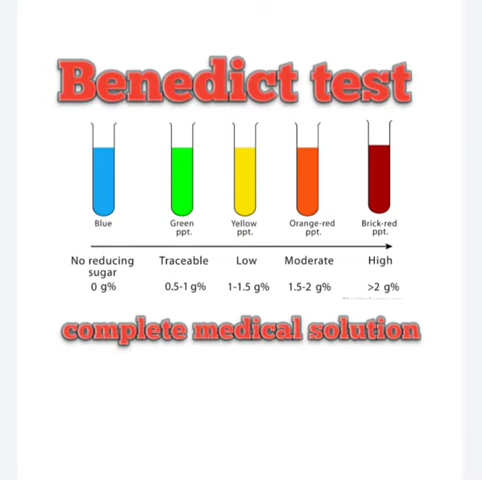 Benedict test
Blue
Green ppt.
Yellow ppt.
Orange-red ppt.
Brick-red ppt.
No reducing sugar
Traceable
Low
Moderate
High
0 g%
0.5-1 g%
1-1.5 g%
1.5-2 g%
>2 g%
complete medical solution